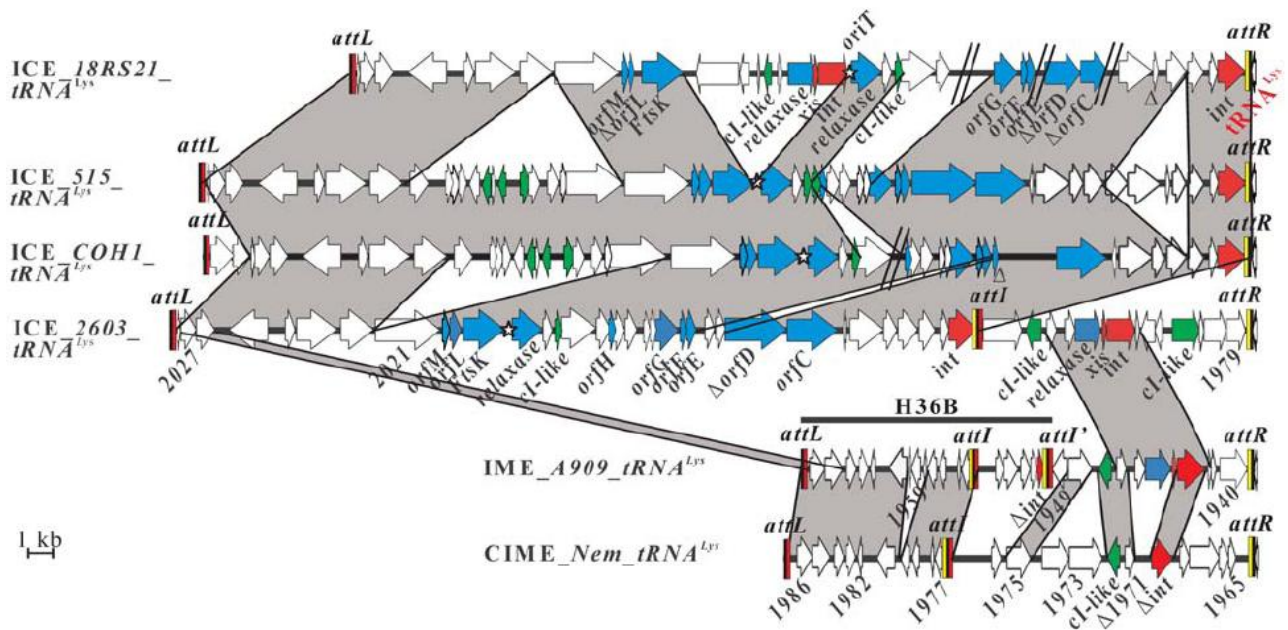 attL
oriT
attR
ICE_18RS21_
tRNA^Lys
orfM
ΔorfL
FtsK
cI-like
relaxase
xis
int
relaxase
cI-like
orfG
orfF
orfE
ΔorfD
ΔorfC
Δ
int
tRNA^Lys
attL
attR
ICE_515_
tRNA^Lys
attL
attR
ICE_COH1_
tRNA^Lys
Δ
attL
attI
attR
ICE_2603_
tRNA^Lys
2027
2021
orfM
orfL
FtsK
relaxase
cI-like
orfH
orfG
orfF
orfE
ΔorfD
orfC
int
cI-like
relaxase
xis
int
cI-like
1979
H36B
attL
attI
attI'
attR
IME_A909_tRNA^Lys
1959
Δint
1949
1940
1 kb
attL
attI
attR
CIME_Nem_tRNA^Lys
1986
1982
1977
1975
1973
cI-like
Δ1971
Δint
1965